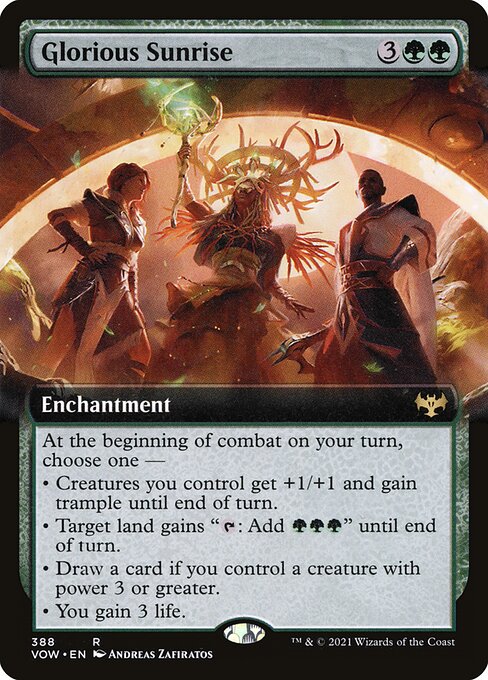 Glorious Sunrise 3
Enchantment
At the beginning of combat on your turn,
choose one —
• Creatures you control get +1/+1 and gain
trample until end of turn.
• Target land gains “: Add ” until end
of turn.
• Draw a card if you control a creature with
power 3 or greater.
• You gain 3 life.
388 R
VOW • EN Andreas Zafiratos
™ & © 2021 Wizards of the Coast